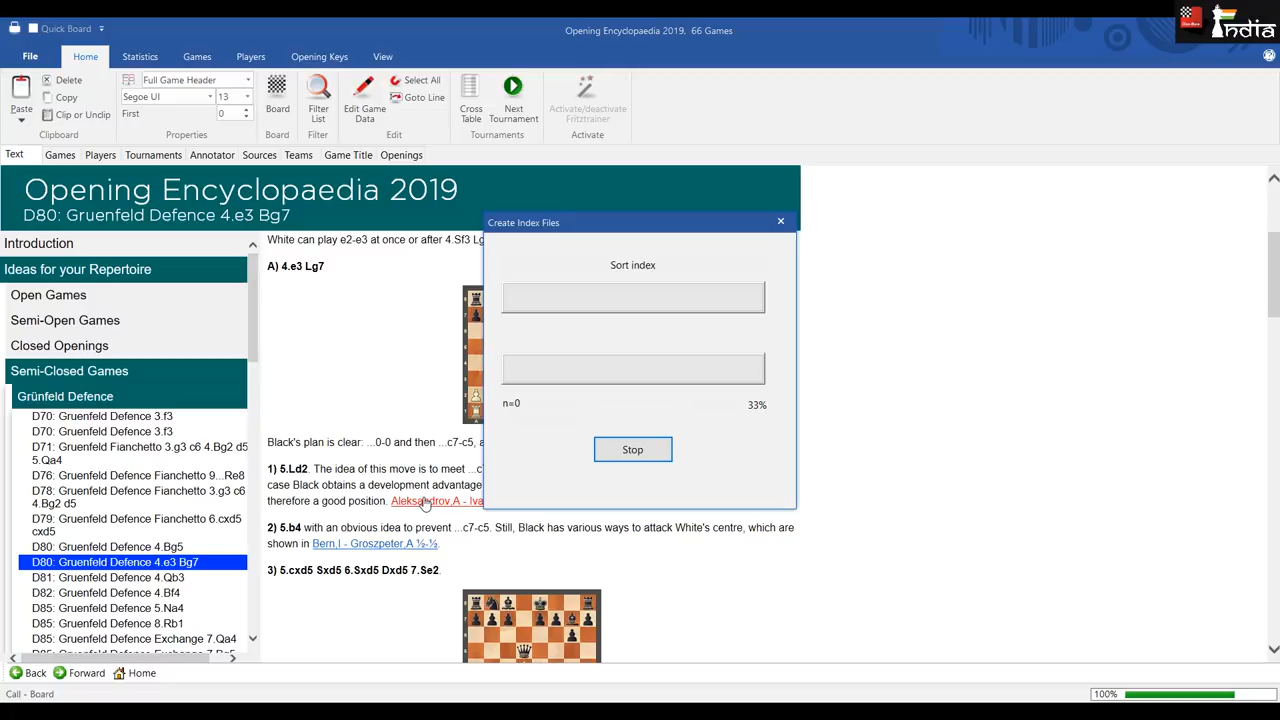 Quick Board
Opening Encyclopaedia 2019, 66 Games
India
File Home Statistics Games Players Opening Keys View
Paste
Delete
Copy
Clip or Undip
Clipboard
Full Game Header
Segoe UI 13
First 0
Properties
Board
Board
Filter List
Filter
Edit Game Data
Select All
Goto Line
Edit
Cross Table
Next Tournament
Tournaments
Activate/deactivate Fritztrainer
Activate
Text Games Players Tournaments Annotator Sources Teams Game Title Openings
Opening Encyclopaedia 2019
D80: Gruenfeld Defence 4.e3 Bg7
Introduction
Ideas for your Repertoire
Open Games
Semi-Open Games
Closed Openings
Semi-Closed Games
Grünfeld Defence
D70: Gruenfeld Defence 3.f3
D70: Gruenfeld Defence 3.f3
D71: Gruenfeld Fianchetto 3.g3 c6 4.Bg2 d5
5.Qa4
D76: Gruenfeld Defence Fianchetto 9...Re8
D78: Gruenfeld Defence Fianchetto 3.g3 c6
4.Bg2 d5
D79: Gruenfeld Defence Fianchetto 6.cxd5
cxd5
D80: Gruenfeld Defence 4.Bg5
D80: Gruenfeld Defence 4.e3 Bg7
D81: Gruenfeld Defence 4.Qb3
D82: Gruenfeld Defence 4.Bf4
D85: Gruenfeld Defence 5.Na4
D85: Gruenfeld Defence 8.Rb1
D85: Gruenfeld Defence Exchange 7.Qa4
White can play e2-e3 at once or after 4.Sf3 Lg
A) 4.e3 Lg7
Black's plan is clear: ...0-0 and then ...c7-c5, a
1) 5.Ld2. The idea of this move is to meet ...c
case Black obtains a development advantage
therefore a good position. Aleksandrov,A - Iva
2) 5.b4 with an obvious idea to prevent ...c7-c5. Still, Black has various ways to attack White's centre, which are
shown in Bern,I - Groszpeter,A ½-½.
3) 5.cxd5 Sxd5 6.Sxd5 Dxd5 7.Se2.
Create Index Files
Sort index
n=0 33%
Stop
Back Forward Home
Call - Board
100%